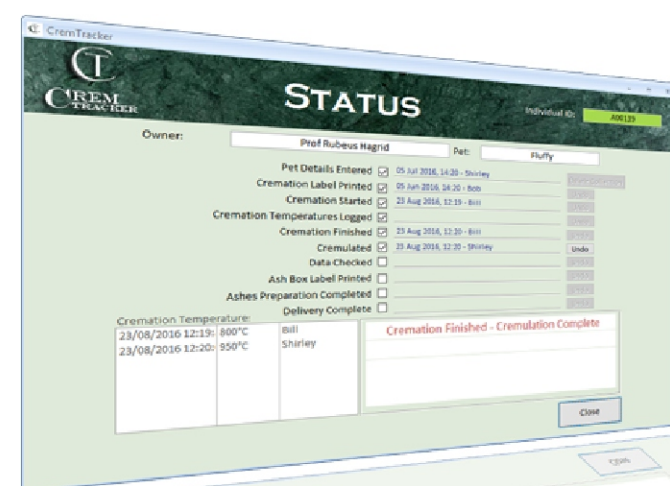 CremTracker
CT
CREM
TRACKER
STATUS
Individual ID: A00139
Owner: Prof Rubeus Hagrid Pet: Fluffy
Pet Details Entered 05 Jul 2016, 14:20 - Shirley
Cremation Label Printed 05 Jun 2016, 14:20 - Bob
Cremation Started 23 Aug 2016, 12:19 - Bill
Cremation Temperatures Logged
Cremation Finished 23 Aug 2016, 12:20 - Bill
Cremulated 23 Aug 2016, 12:20 - Shirley Undo
Data Checked
Ash Box Label Printed
Ashes Preparation Completed
Delivery Complete
Cremation Temperature:
23/08/2016 12:19: 800°C Bill
23/08/2016 12:20: 950°C Shirley
Cremation Finished - Cremulation Complete
Close